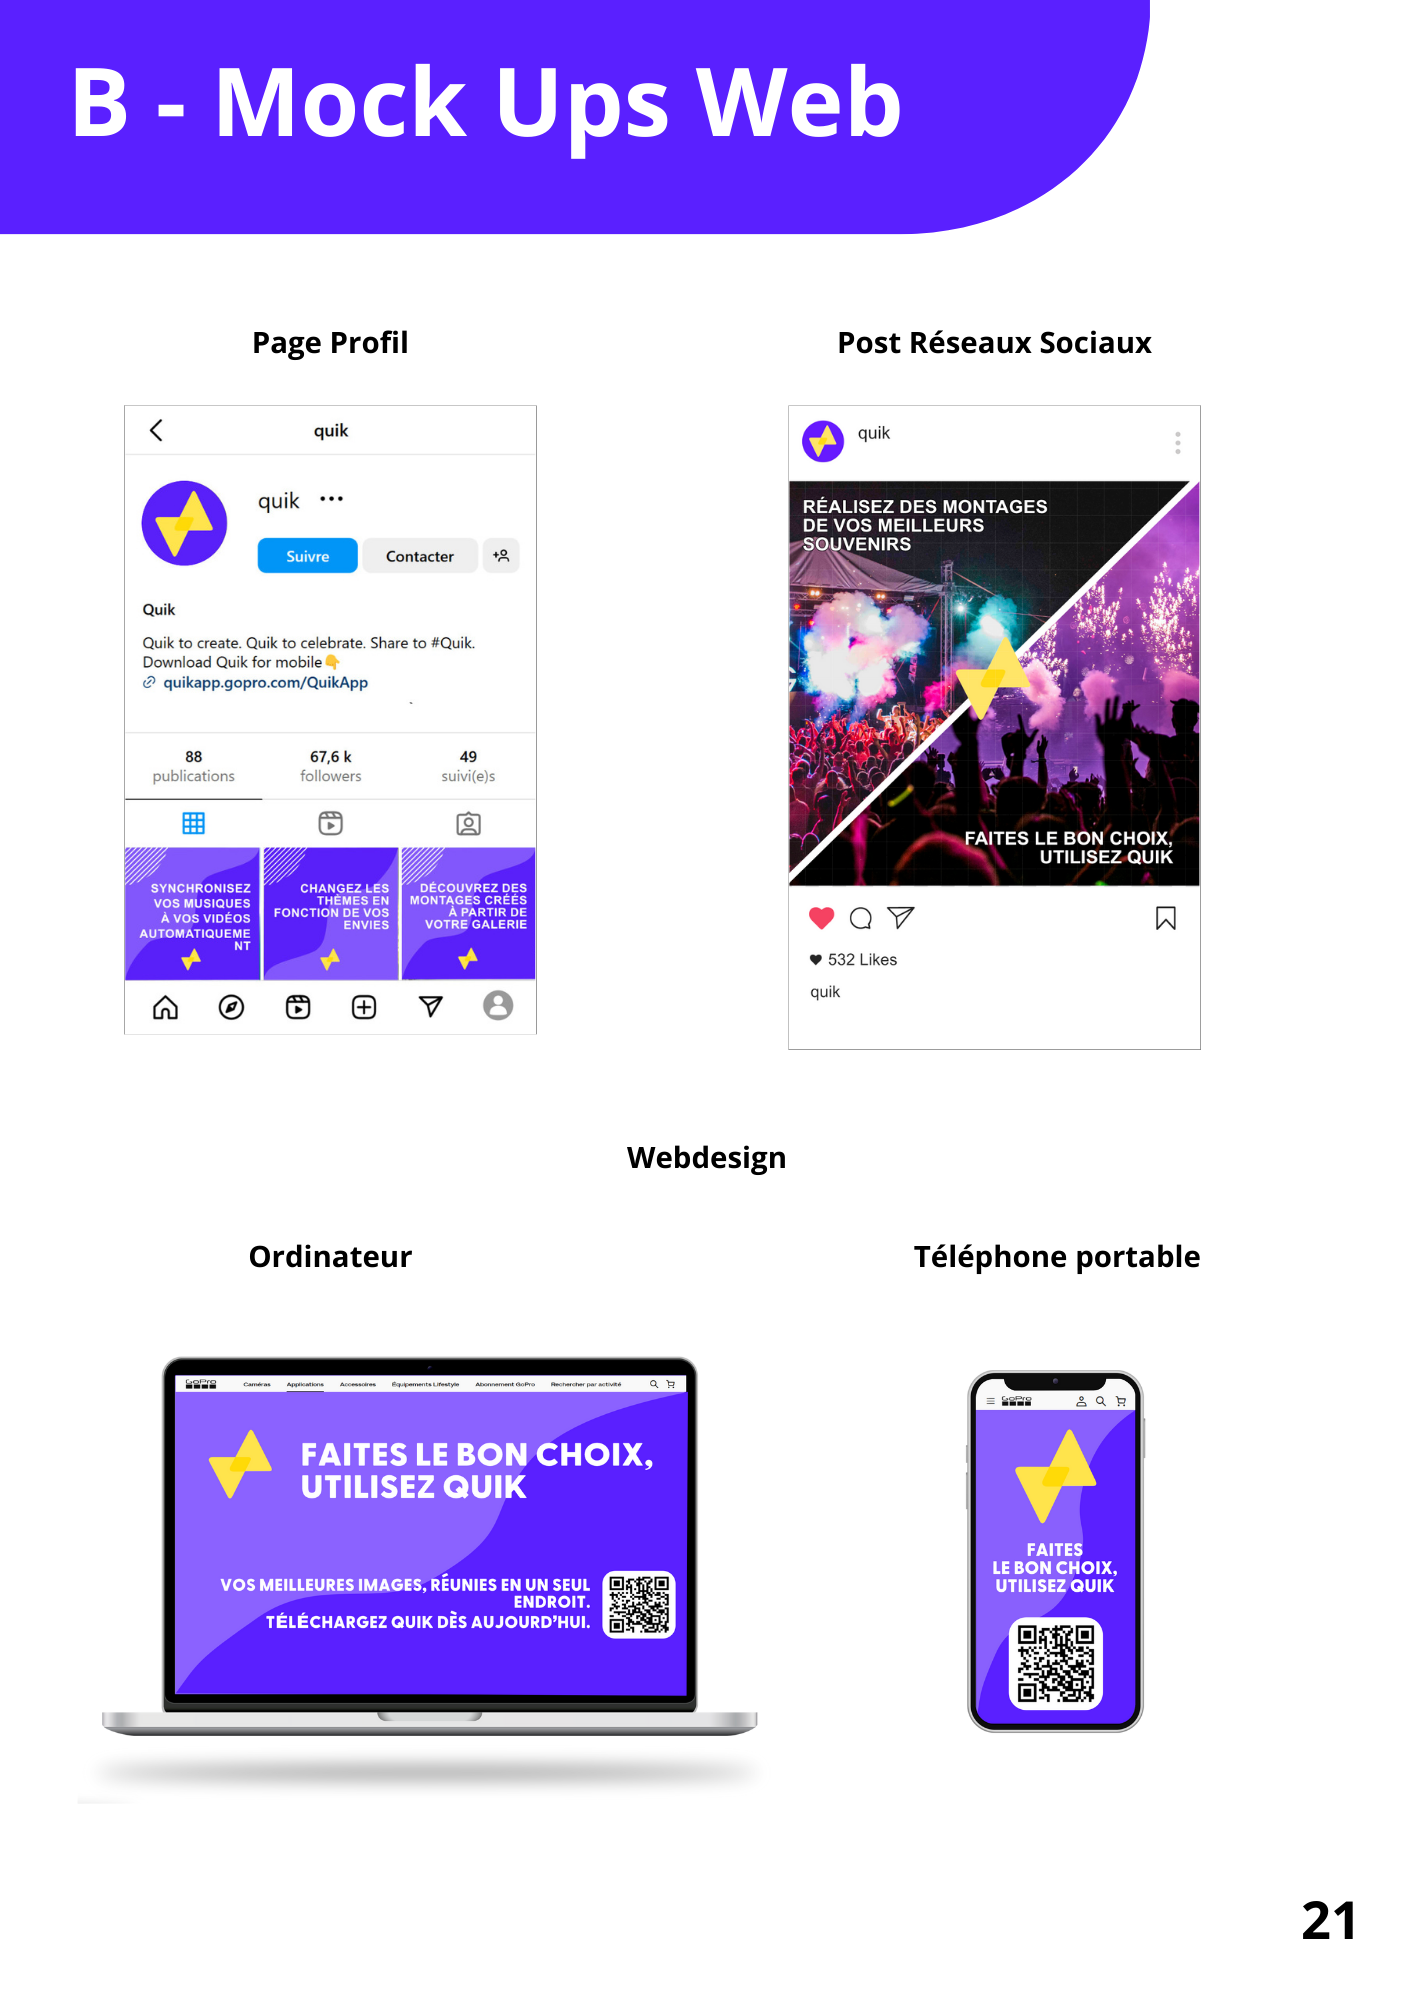 B - Mock Ups Web
Page Profil
quik
quik
Suivre
Contacter
Quik
Quik to create. Quik to celebrate. Share to #Quik.
Download Quik for mobile👇
quikapp.gopro.com/QuikApp
88
publications
67,6 k
followers
49
suivi(e)s
SYNCHRONISEZ
VOS MUSIQUES
À VOS VIDÉOS
AUTOMATIQUEME
NT
CHANGEZ LES
THÈMES EN
FONCTION DE VOS
ENVIES
DÉCOUVREZ DES
MONTAGES CRÉÉS
À PARTIR DE
VOTRE GALERIE
Post Réseaux Sociaux
quik
RÉALISEZ DES MONTAGES
DE VOS MEILLEURS
SOUVENIRS
FAITES LE BON CHOIX,
UTILISEZ QUIK
532 Likes
quik
Webdesign
Ordinateur
GoPro
Caméras
Applications
Accessoires
Équipements Lifestyle
Abonnement GoPro
Rechercher par activité
FAITES LE BON CHOIX,
UTILISEZ QUIK
VOS MEILLEURES IMAGES, RÉUNIES EN UN SEUL
ENDROIT.
TÉLÉCHARGEZ QUIK DÈS AUJOURD'HUI.
Téléphone portable
GoPro
FAITES
LE BON CHOIX,
UTILISEZ QUIK
21